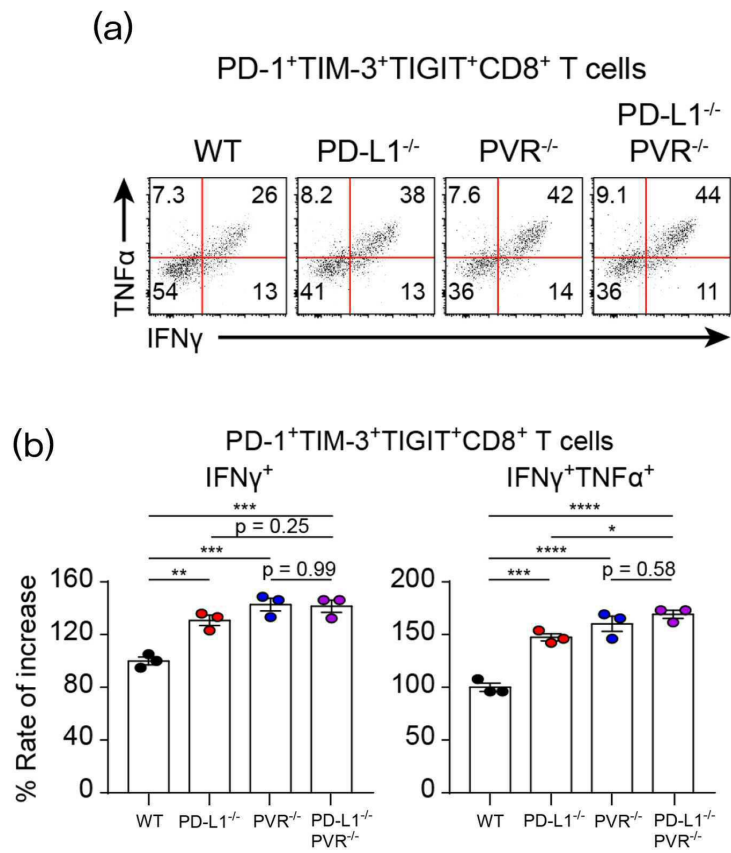 (a)
PD-1⁺TIM-3⁺TIGIT⁺CD8⁺ T cells
WT
PD-L1⁻/⁻
PVR⁻/⁻
PD-L1⁻/⁻
PVR⁻/⁻
7.3 26
54 13
8.2 38
41 13
7.6 42
36 14
9.1 44
36 11
TNFα
IFNγ
(b)
PD-1⁺TIM-3⁺TIGIT⁺CD8⁺ T cells
IFNγ⁺
***
p = 0.25
***
p = 0.99
**
% Rate of increase
160
120
80
40
0
WT
PD-L1⁻/⁻
PVR⁻/⁻
PD-L1⁻/⁻
PVR⁻/⁻
IFNγ⁺TNFα⁺
****
*
****
p = 0.58
***
200
150
100
50
0
WT
PD-L1⁻/⁻
PVR⁻/⁻
PD-L1⁻/⁻
PVR⁻/⁻